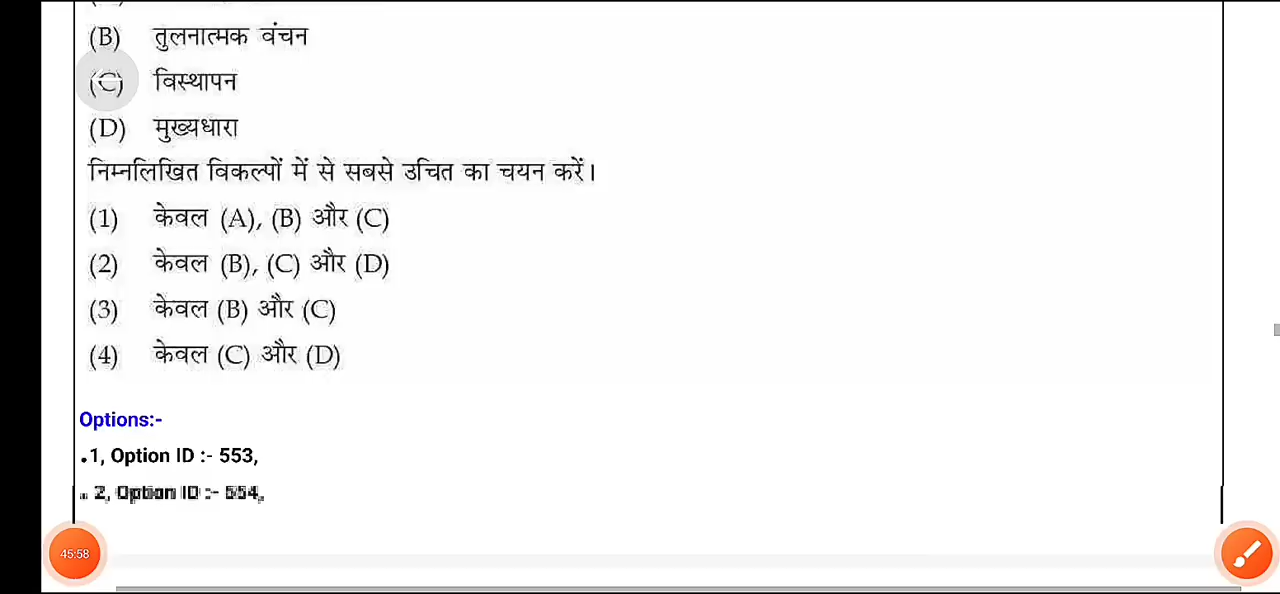 (B) तुलनात्मक वंचन
(C) विस्थापन
(D) मुख्यधारा
निम्नलिखित विकल्पों में से सबसे उचित का चयन करें।
(1) केवल (A), (B) और (C)
(2) केवल (B), (C) और (D)
(3) केवल (B) और (C)
(4) केवल (C) और (D)
Options:-
.1, Option ID :- 553,
. 2, Option ID :- 554,
45:58